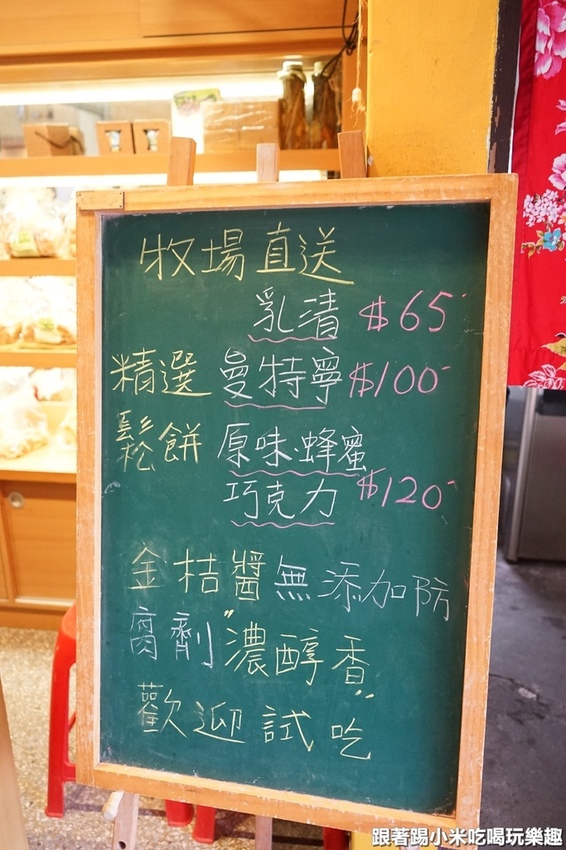 牧場直送
乳清 $65
精選 曼特寧 $100
鬆餅 原味.蜂蜜
巧克力 $120
金桔醬無添加防
腐劑"濃醇香"
歡迎試吃
跟著踢小米吃喝玩樂趣